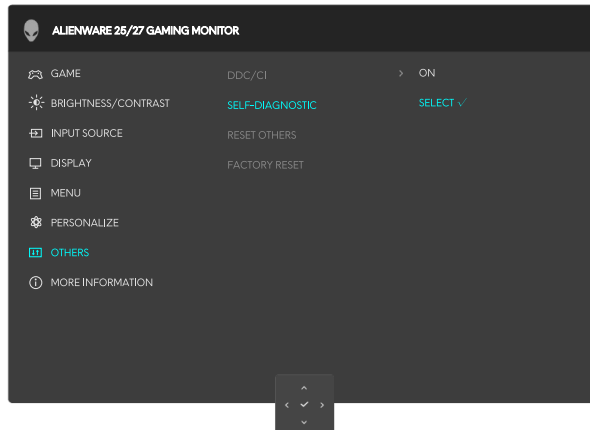 ALIENWARE 25/27 GAMING MONITOR
GAME
DDC/CI > ON
BRIGHTNESS/CONTRAST
SELF-DIAGNOSTIC SELECT ✓
INPUT SOURCE
RESET OTHERS
DISPLAY
FACTORY RESET
MENU
PERSONALIZE
OTHERS
MORE INFORMATION